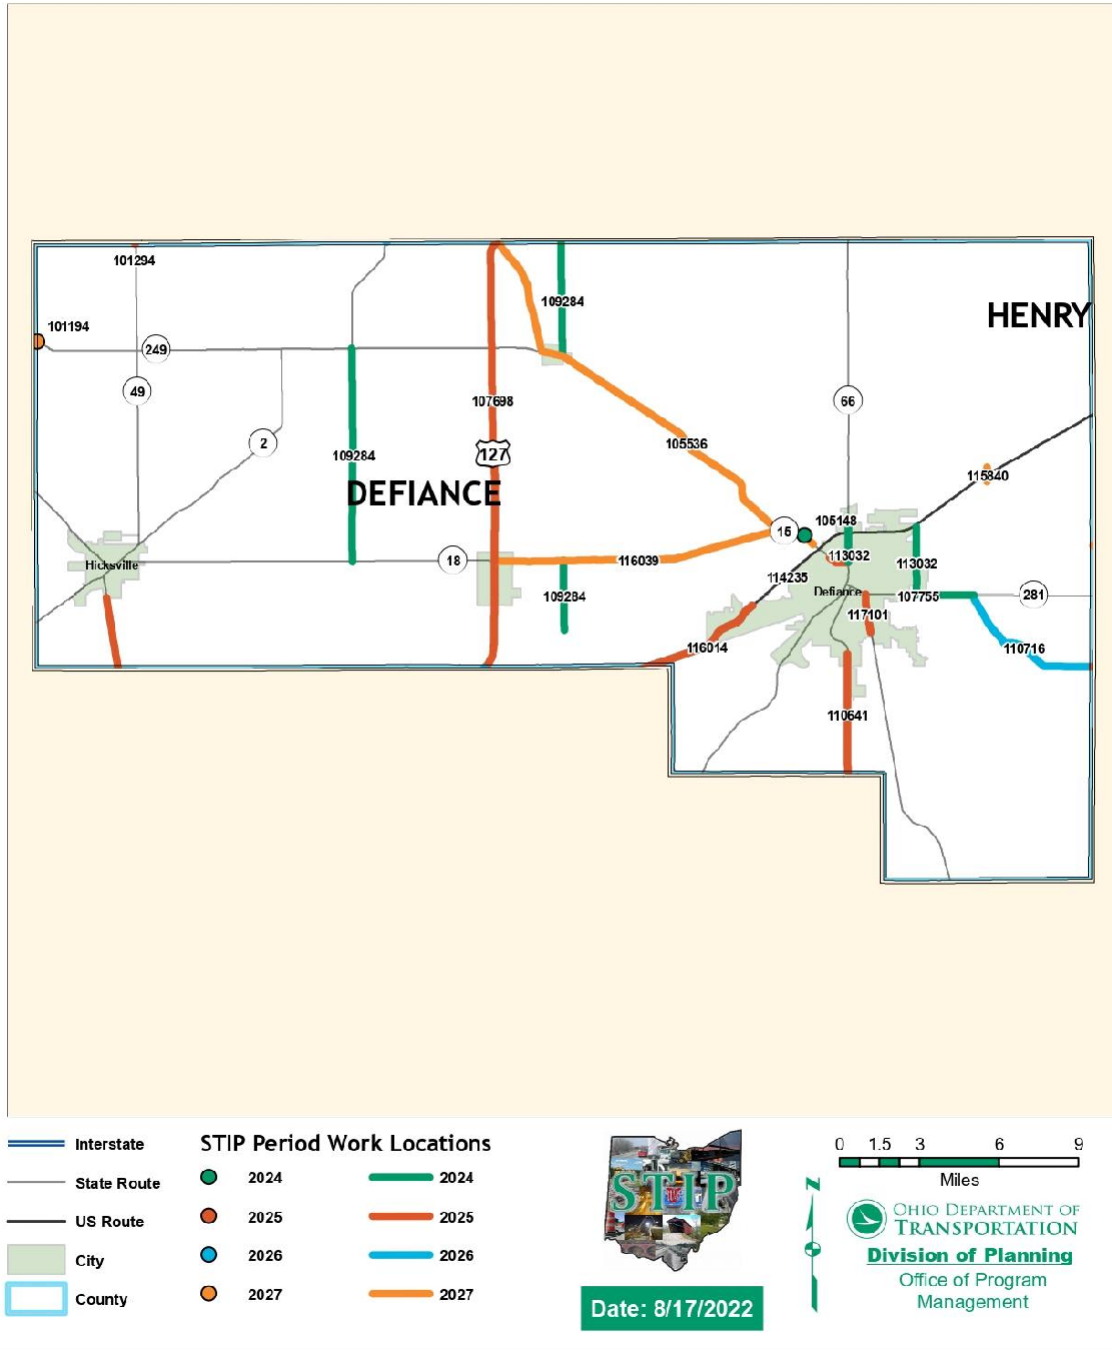 101294
101194
109284
HENRY
249
49
107698
66
2
105536
109284
127
DEFIANCE
115840
15
105148
18
116039
113032
113032
Hicksville
114235
109284
Defiance
107755
281
117101
116014
110716
110641
Interstate
State Route
US Route
City
County
STIP Period Work Locations
2024
2024
2025
2025
2026
2026
2027
2027
STIP
Date: 8/17/2022
0 1.5 3 6 9
Miles
N
OHIO DEPARTMENT OF
TRANSPORTATION
Division of Planning
Office of Program
Management